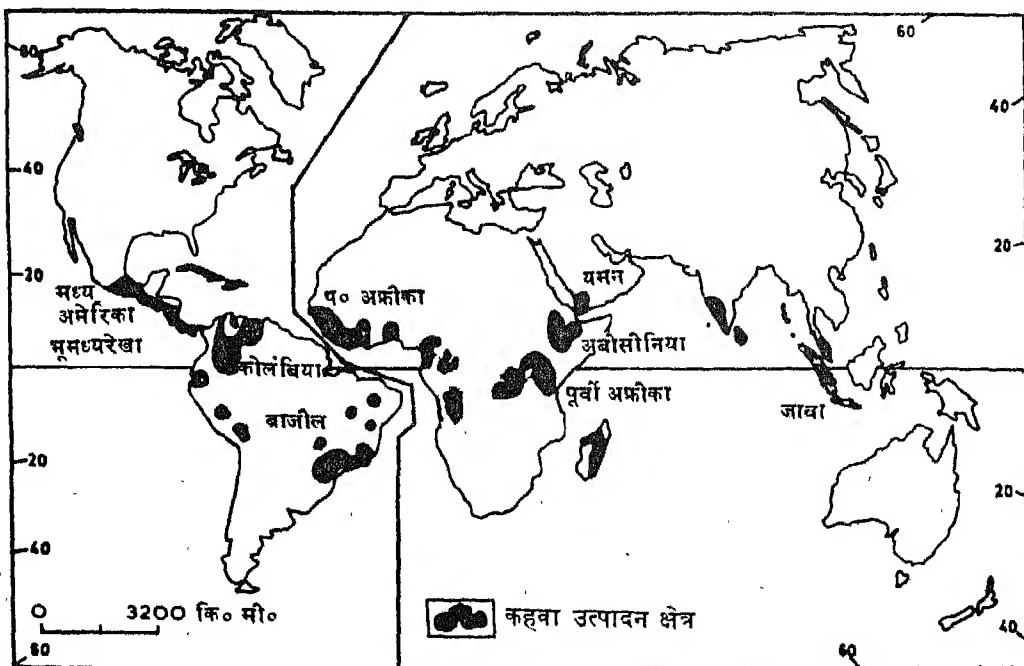 60
60
40
40
20
20
मध्य
अमेरिका
भूमध्यरेखा
प० अफ्रीका
यमन
अबीसीनिया
कोलंबिया
पूर्वी अफ्रीका
ब्राजील
जावा
20
20
40
0 3200 कि० मी०
कहवा उत्पादन क्षेत्र
40
60
60